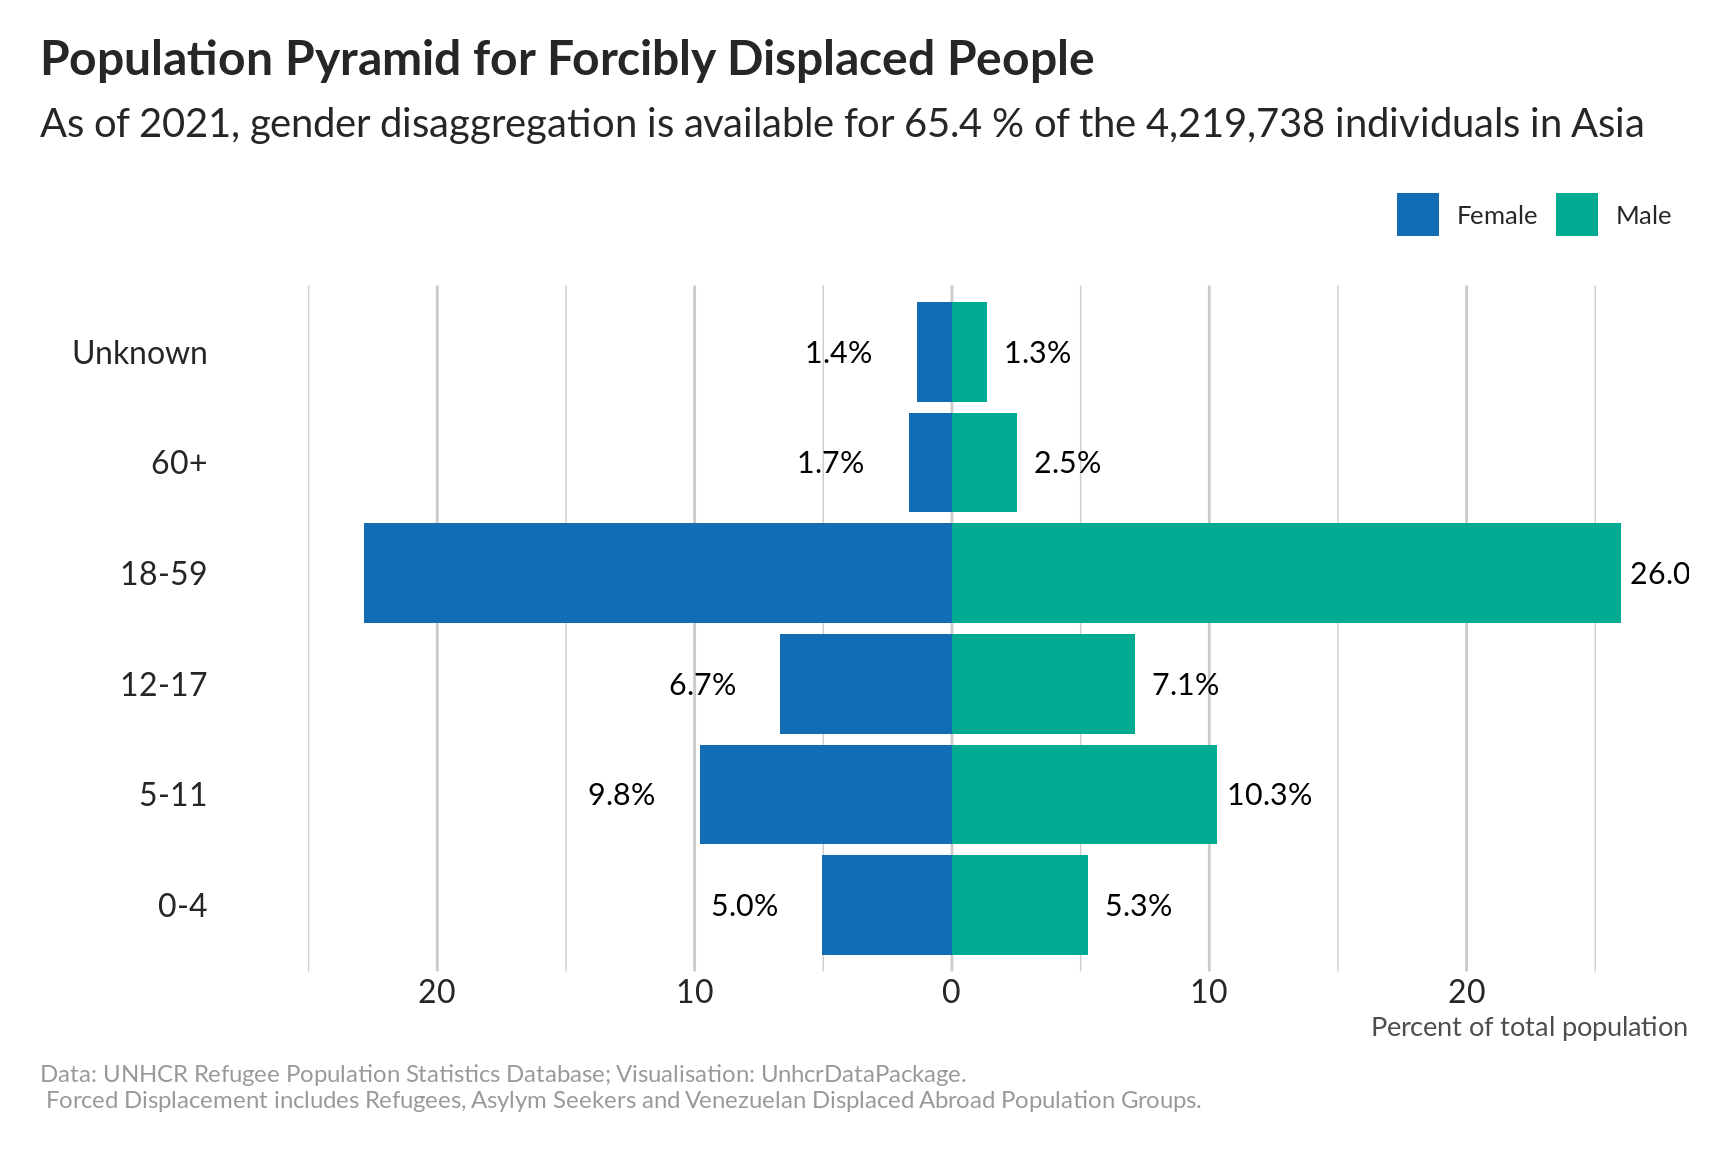 Population Pyramid for Forcibly Displaced People
As of 2021, gender disaggregation is available for 65.4 % of the 4,219,738 individuals in Asia
Female Male
Unknown 1.4% 1.3%
60+ 1.7% 2.5%
18-59 26.0
12-17 6.7% 7.1%
5-11 9.8% 10.3%
0-4 5.0% 5.3%
20 10 0 10 20
Percent of total population
Data: UNHCR Refugee Population Statistics Database; Visualisation: UnhcrDataPackage.
Forced Displacement includes Refugees, Asylym Seekers and Venezuelan Displaced Abroad Population Groups.